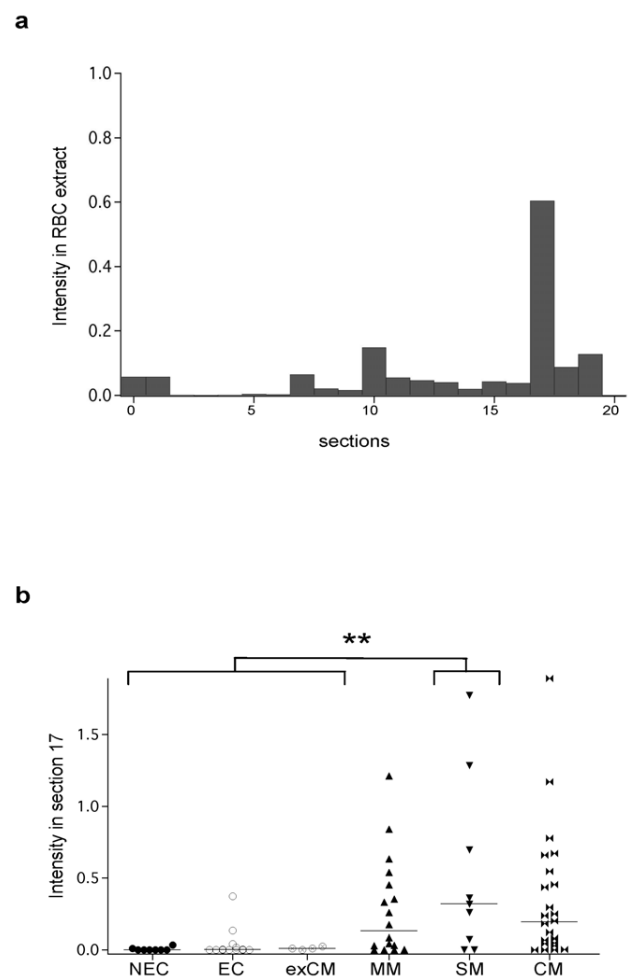 a
1.0
0.8
0.6
0.4
0.2
0.0
Intensity in RBC extract
0 5 10 15 20
sections
b
**
1.5
1.0
0.5
0.0
Intensity in section 17
NEC EC exCM MM SM CM